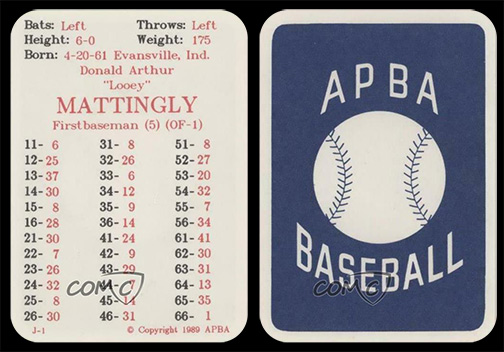 Bats: Left Throws: Left
Height: 6-0 Weight: 175
Born: 4-20-61 Evansville, Ind.
Donald Arthur
"Looey"
MATTINGLY
Firstbaseman (5) (OF-1)
11- 6 31- 8 51- 8
12- 25 32- 26 52- 27
13- 37 33- 6 53- 20
14- 30 34- 12 54- 32
15- 8 35- 9 55- 7
16- 28 36- 14 56- 34
21- 30 41- 24 61- 30
22- 7 42- 9 62- 30
23- 26 43- 29 63- 31
24- 32 44- 7 64- 13
25- 8 45- 14 65- 35
26- 30 46- 31 66- 1
J-1 © Copyright 1989 APBA
COMC
APBA
BASEBALL
COMC